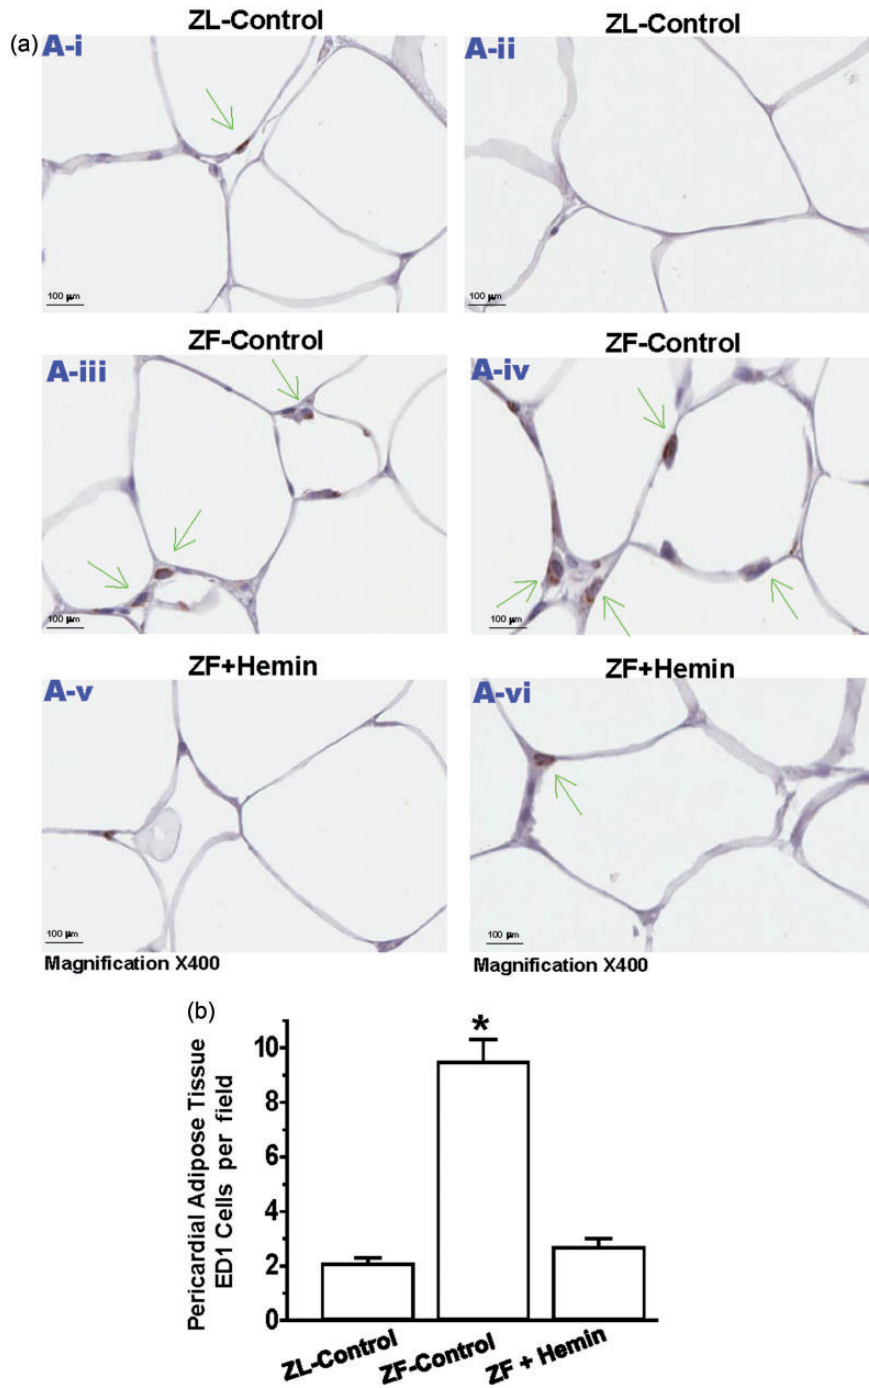 ZL-Control
ZL-Control
(a)
A-i
A-ii
100 µm
100 µm
ZF-Control
ZF-Control
A-iii
A-iv
100 µm
100 µm
ZF+Hemin
ZF+Hemin
A-v
A-vi
100 µm
100 µm
Magnification X400
Magnification X400
(b)
Pericardial Adipose Tissue
ED1 Cells per field
10
8
6
4
2
0
*
ZL-Control
ZF-Control
ZF + Hemin